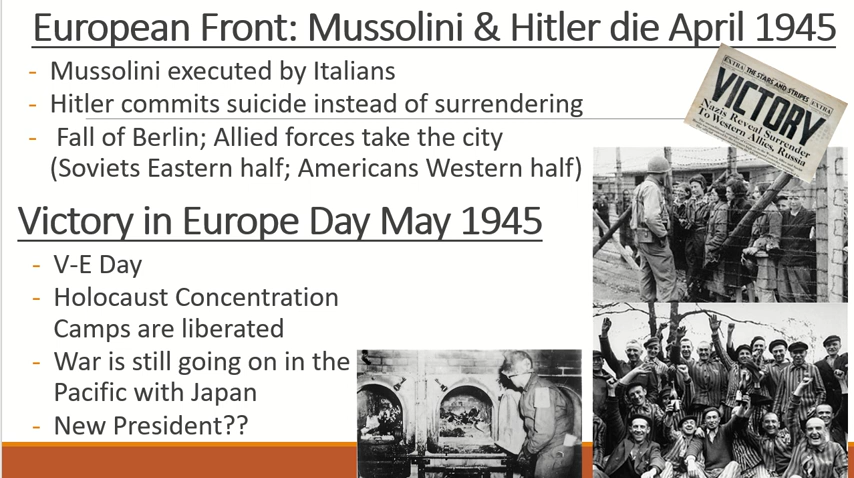 European Front: Mussolini & Hitler die April 1945
- Mussolini executed by Italians
- Hitler commits suicide instead of surrendering
- Fall of Berlin; Allied forces take the city
(Soviets Eastern half; Americans Western half)
EXTRA THE STARS AND STRIPES EXTRA
VICTORY
Nazis Reveal Surrender
To Western Allies, Russia
Victory in Europe Day May 1945
- V-E Day
- Holocaust Concentration
Camps are liberated
- War is still going on in the
Pacific with Japan
- New President??